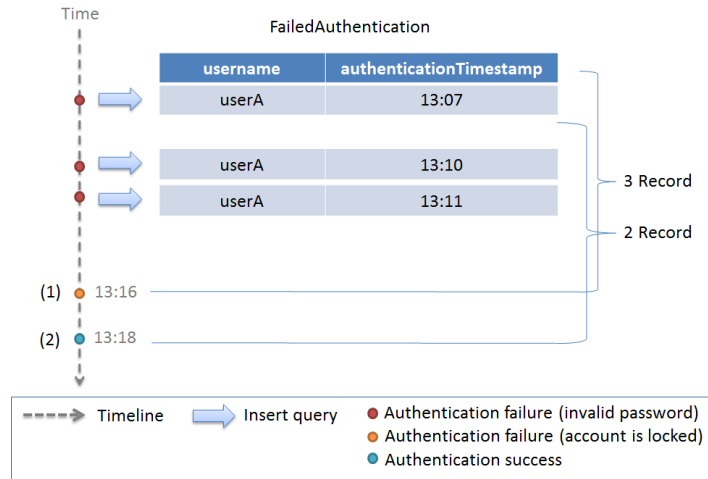 Time
FailedAuthentication
username authenticationTimestamp
userA 13:07
userA 13:10
userA 13:11
3 Record
2 Record
(1) 13:16
(2) 13:18
Timeline
Insert query
Authentication failure (invalid password)
Authentication failure (account is locked)
Authentication success